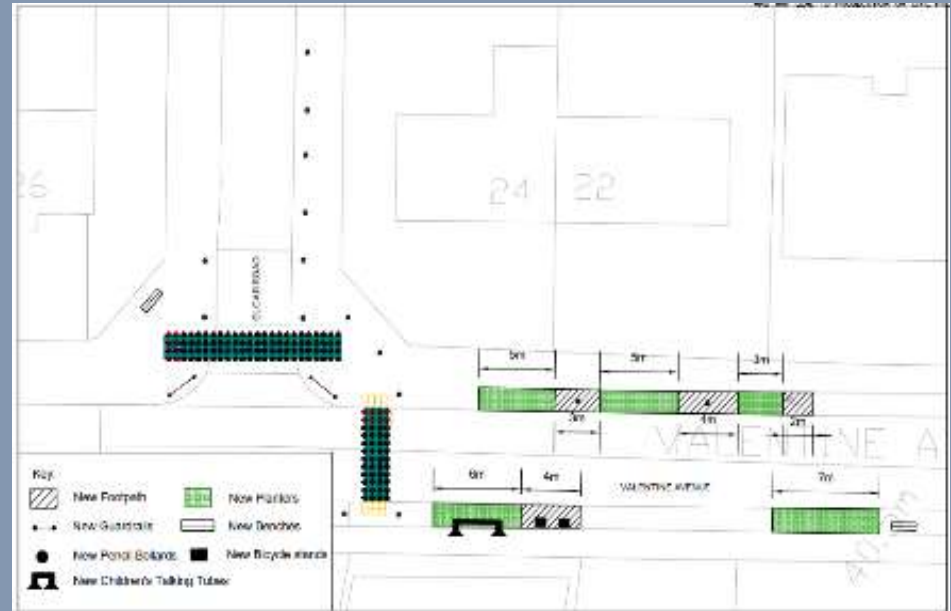 26
24
22
5m
5m
3m
3m
4m
2m
VALENTINE A
6m
4m
VALENTINE AVENUE
7m
Key:
New Footpath
New Planters
New Guardrails
New Benches
New Pencil Bollards
New Bicycle stands
New Children's Talking Tubes